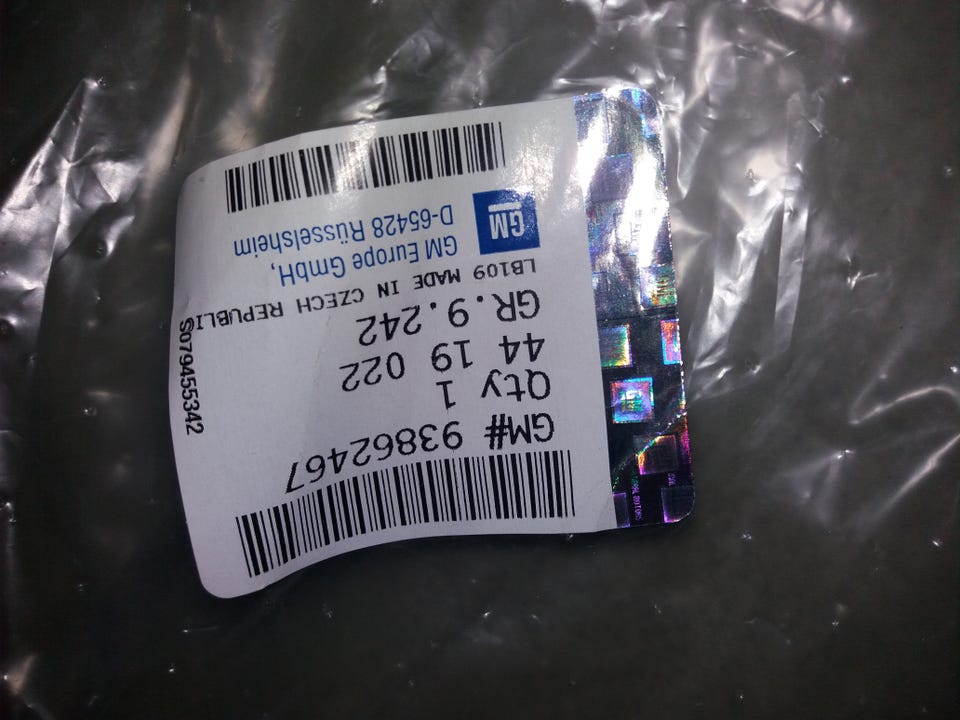 GM# 93862467
Qty 1
44 19 022
GR.9.242
LB109 MADE IN CZECH REPUBLIC
GM
GM Europe GmbH,
D-65428 Rüsselsheim
S079455342